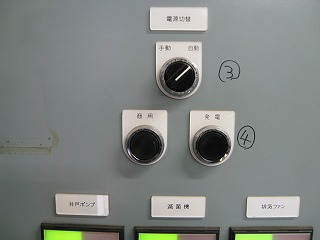 電源切替
手動 自動
③
商用 発電
④
井戸ポンプ 滅菌機 排気ファン